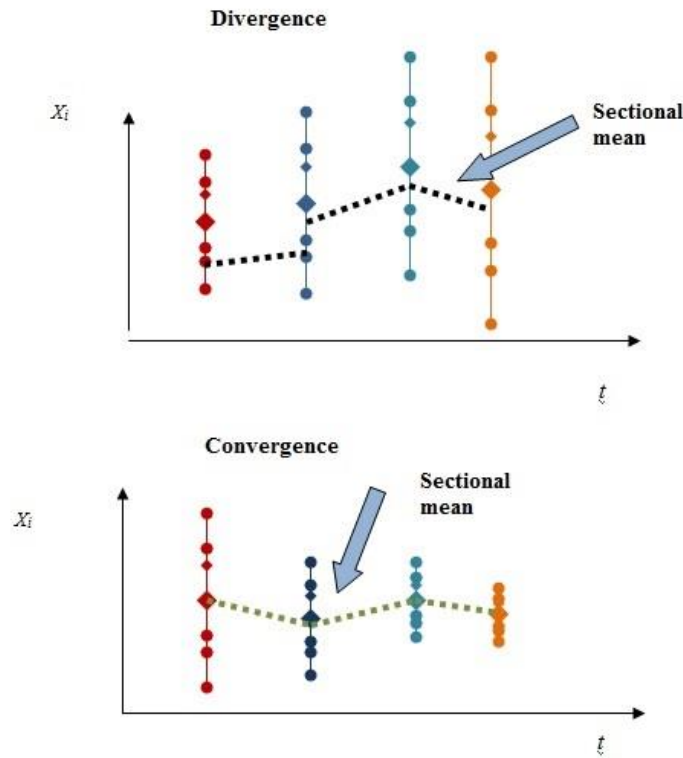 Divergence
Xi
Sectional
mean
t
Convergence
Sectional
mean
Xi
t